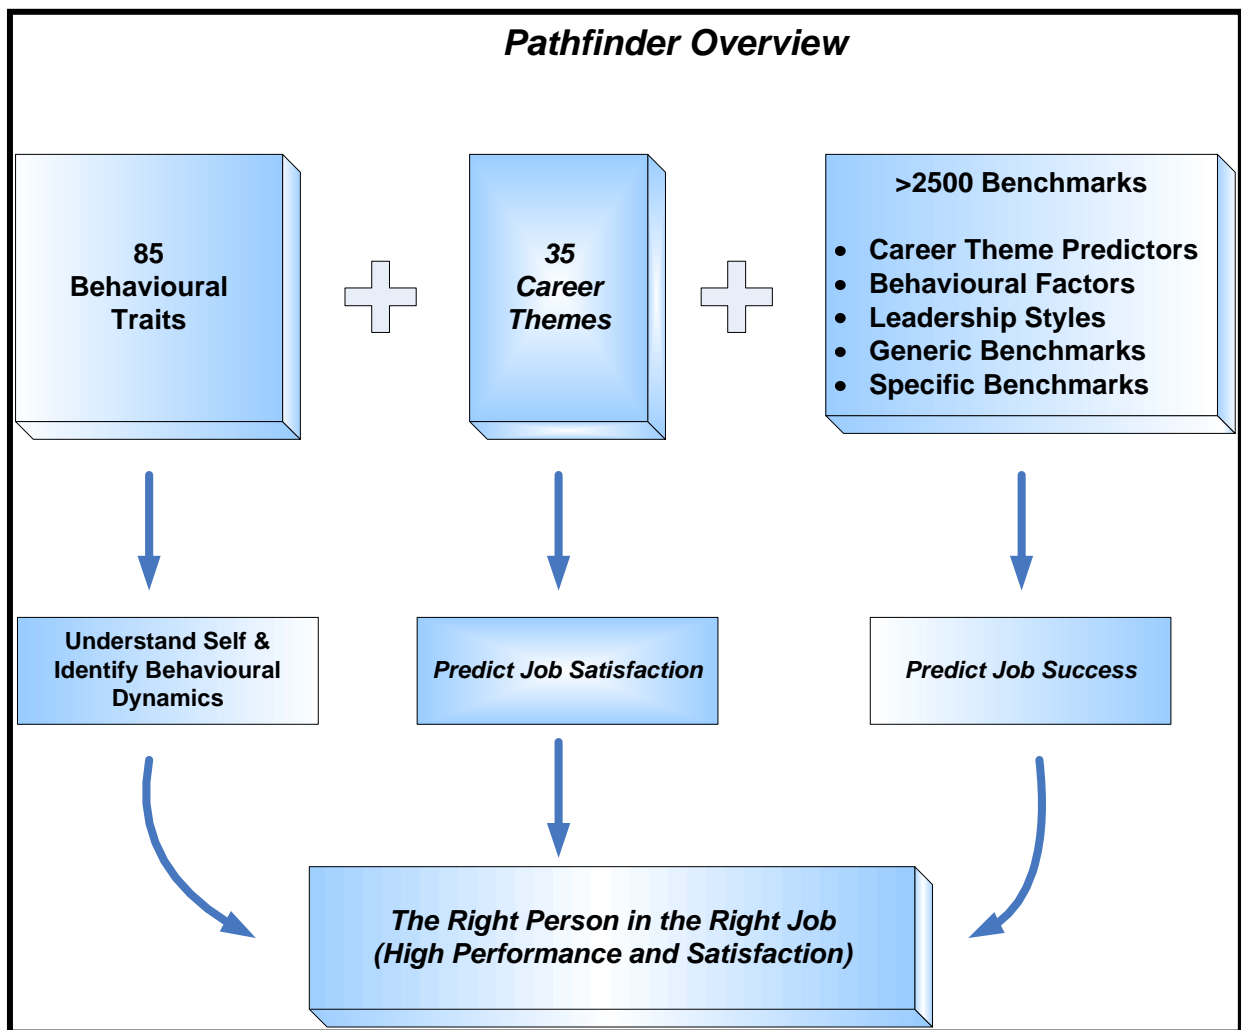 Pathfinder Overview
85
Behavioural
Traits
35
Career
Themes
>2500 Benchmarks
• Career Theme Predictors
• Behavioural Factors
• Leadership Styles
• Generic Benchmarks
• Specific Benchmarks
Understand Self &
Identify Behavioural
Dynamics
Predict Job Satisfaction
Predict Job Success
The Right Person in the Right Job
(High Performance and Satisfaction)